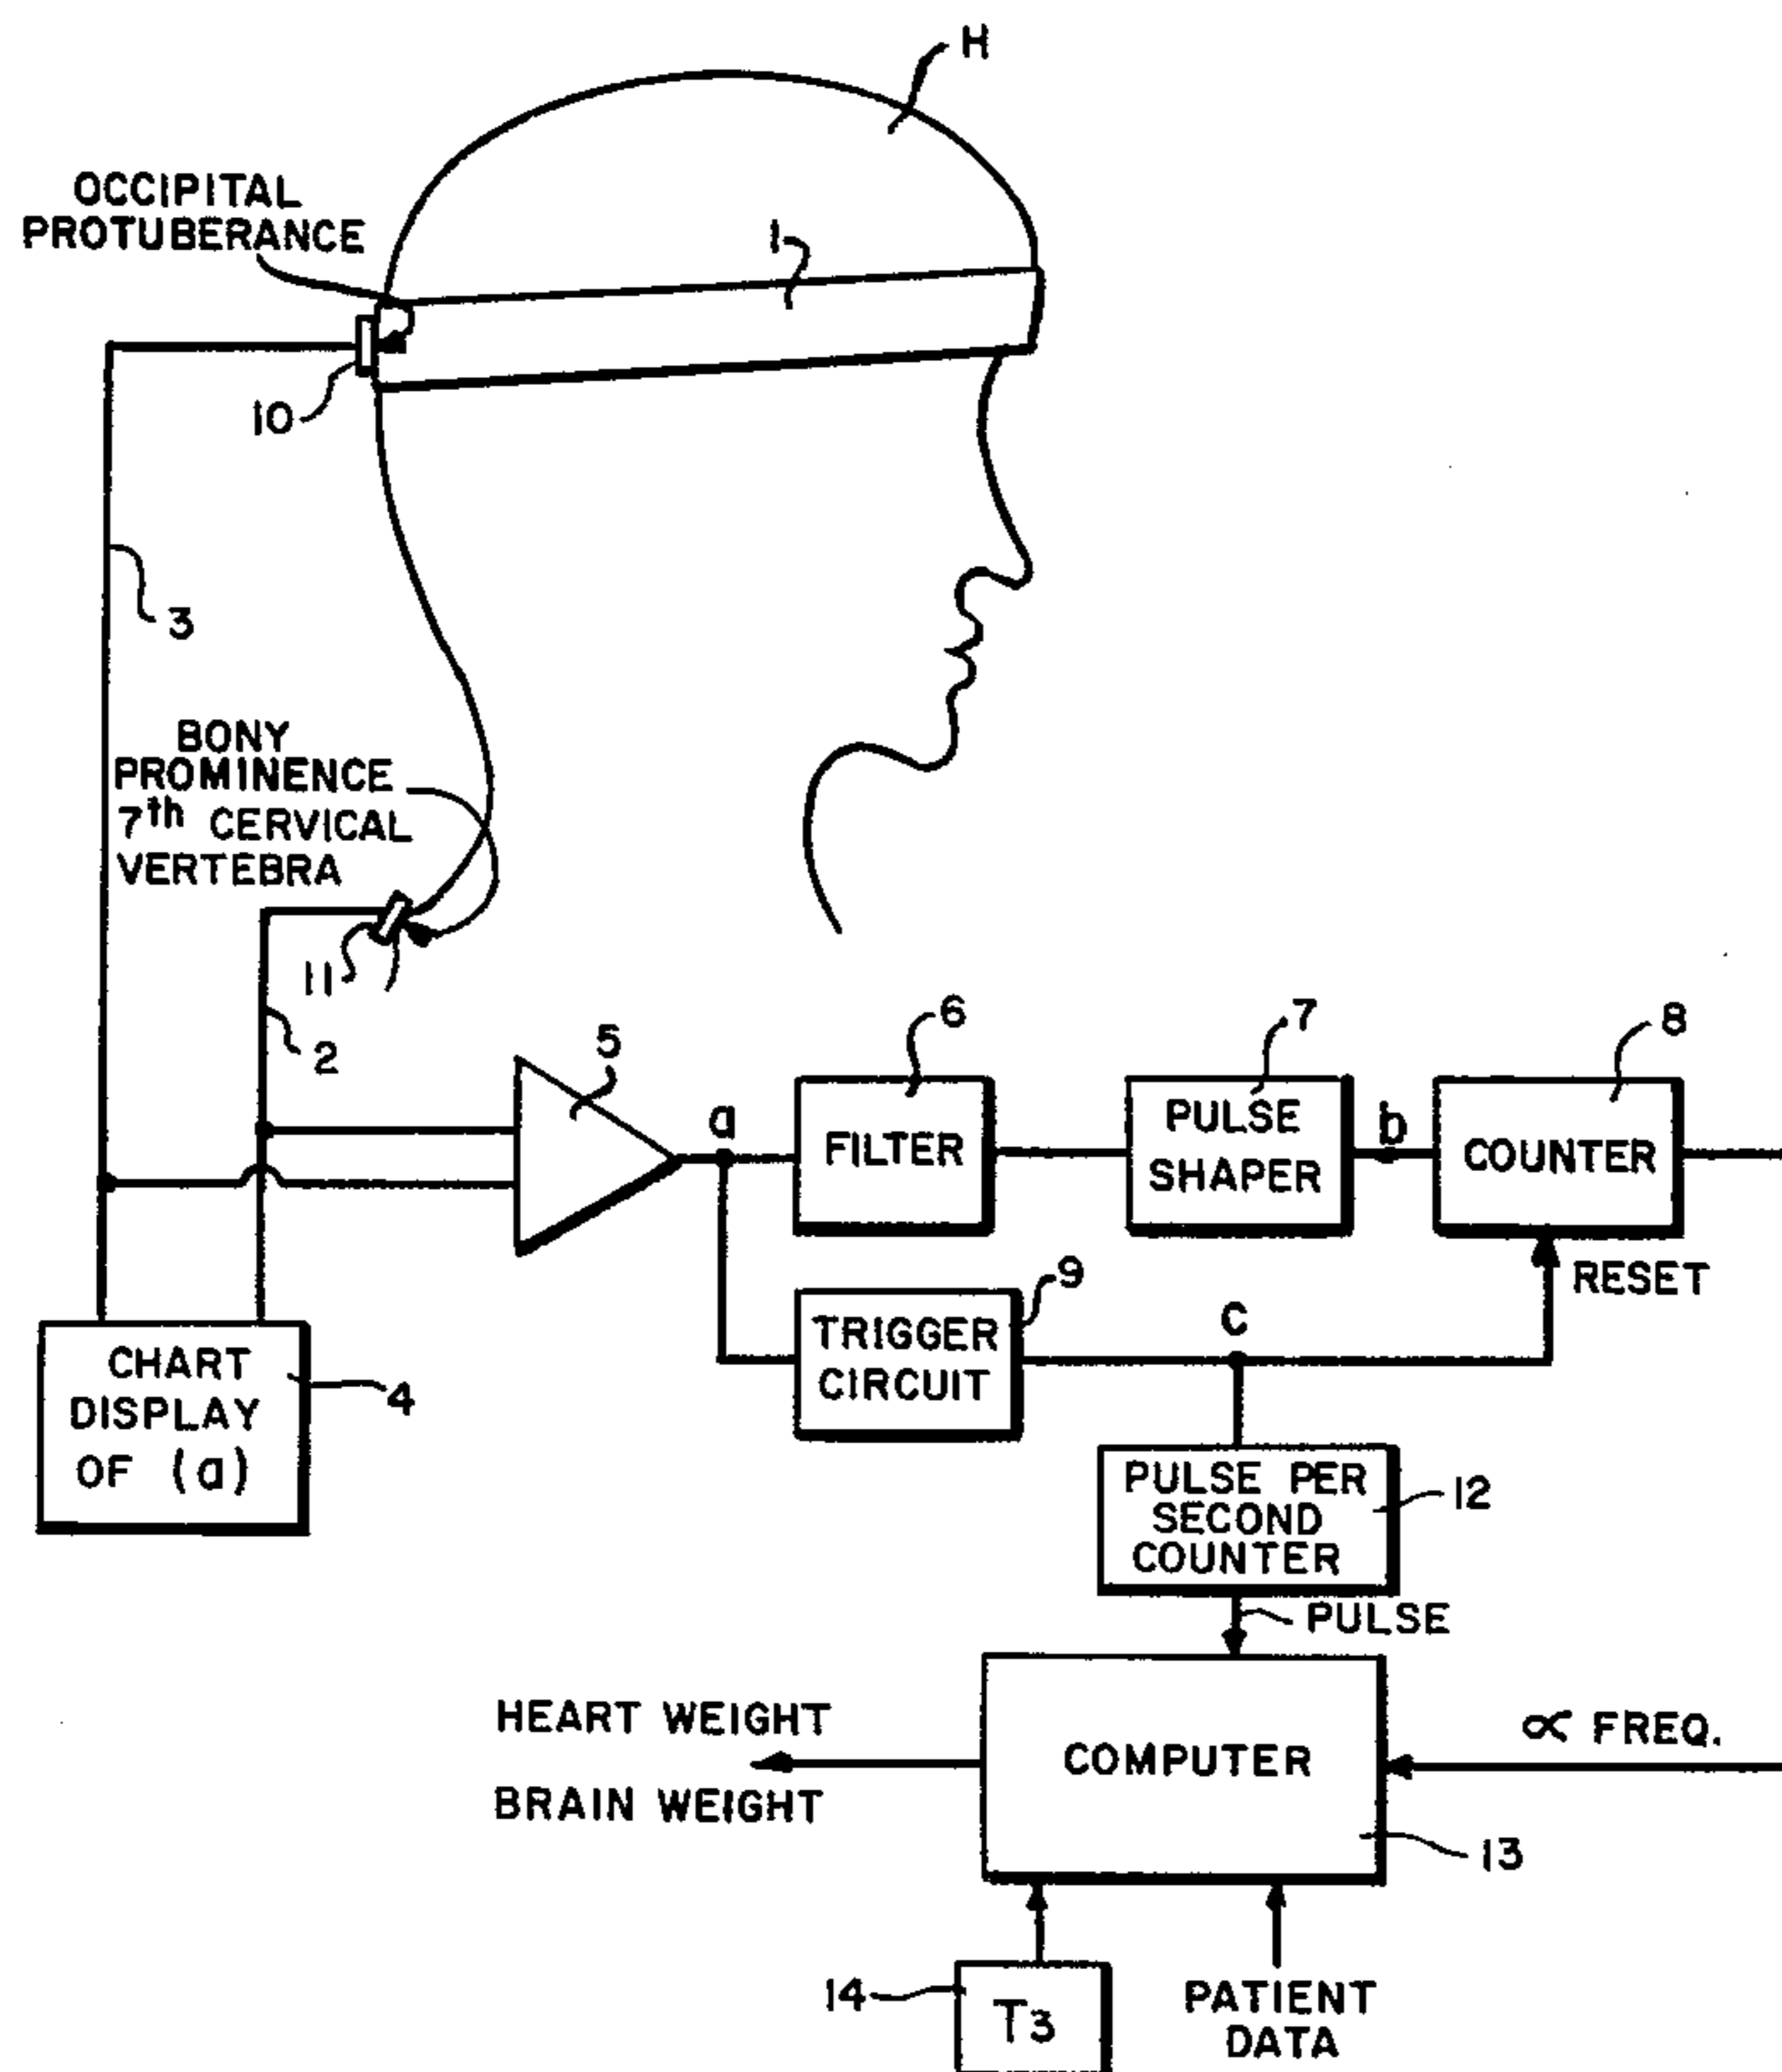 H
OCCIPITAL
PROTUBERANCE
1
10
3
BONY
PROMINENCE
7th CERVICAL
VERTEBRA
11
2
5
a
6
FILTER
7
PULSE
SHAPER
b
8
COUNTER
RESET
9
TRIGGER
CIRCUIT
C
CHART
DISPLAY
OF (a)
4
PULSE PER
SECOND
COUNTER
12
PULSE
HEART WEIGHT
BRAIN WEIGHT
COMPUTER
∝ FREQ.
13
14
T3
PATIENT
DATA